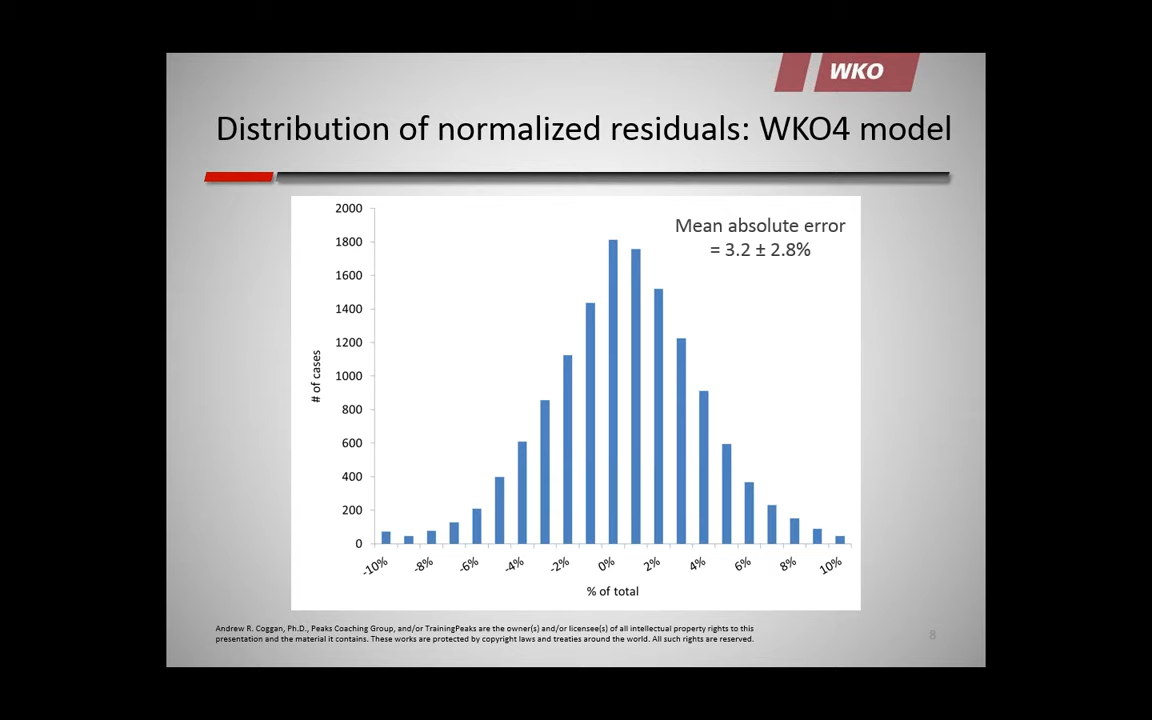 WKO
Distribution of normalized residuals: WKO4 model
Mean absolute error
= 3.2 ± 2.8%
2000
1800
1600
1400
1200
1000
800
600
400
200
0
# of cases
-10%
-8%
-6%
-4%
-2%
0%
2%
4%
6%
8%
10%
% of total
Andrew R. Coggan, Ph.D., Peaks Coaching Group, and/or TrainingPeaks are the owner(s) and/or licensee(s) of all intellectual property rights to this
presentation and the material it contains. These works are protected by copyright laws and treaties around the world. All such rights are reserved.
8